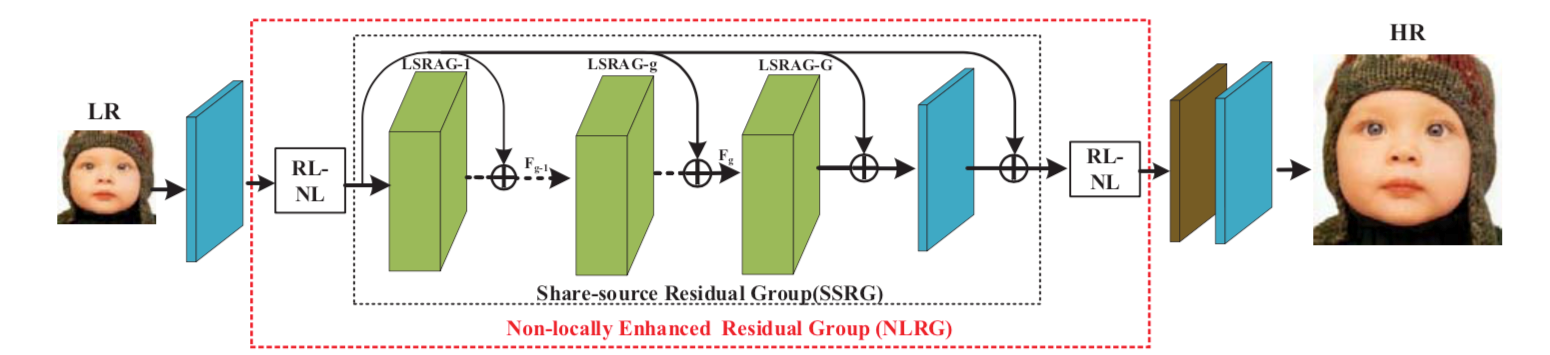 LR
RL-
NL
LSRAG-1
F_{g-1}
LSRAG-g
F_g
LSRAG-G
RL-
NL
HR
Share-source Residual Group(SSRG)
Non-locally Enhanced Residual Group (NLRG)